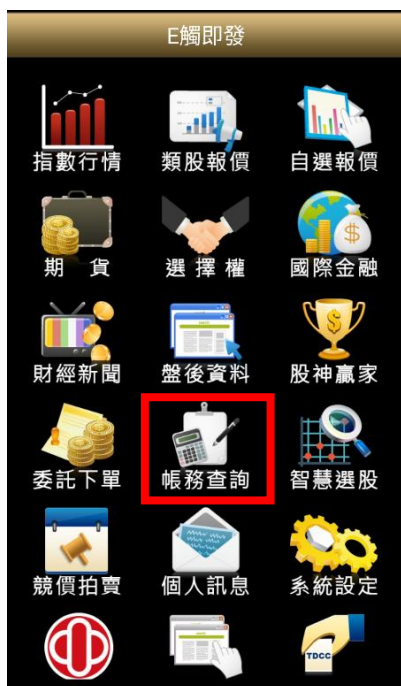 E觸即發
指數行情 類股報價 自選報價
期 貨 選擇權 國際金融
財經新聞 盤後資料 股神贏家
委託下單 帳務查詢 智慧選股
競價拍賣 個人訊息 系統設定
TDCC